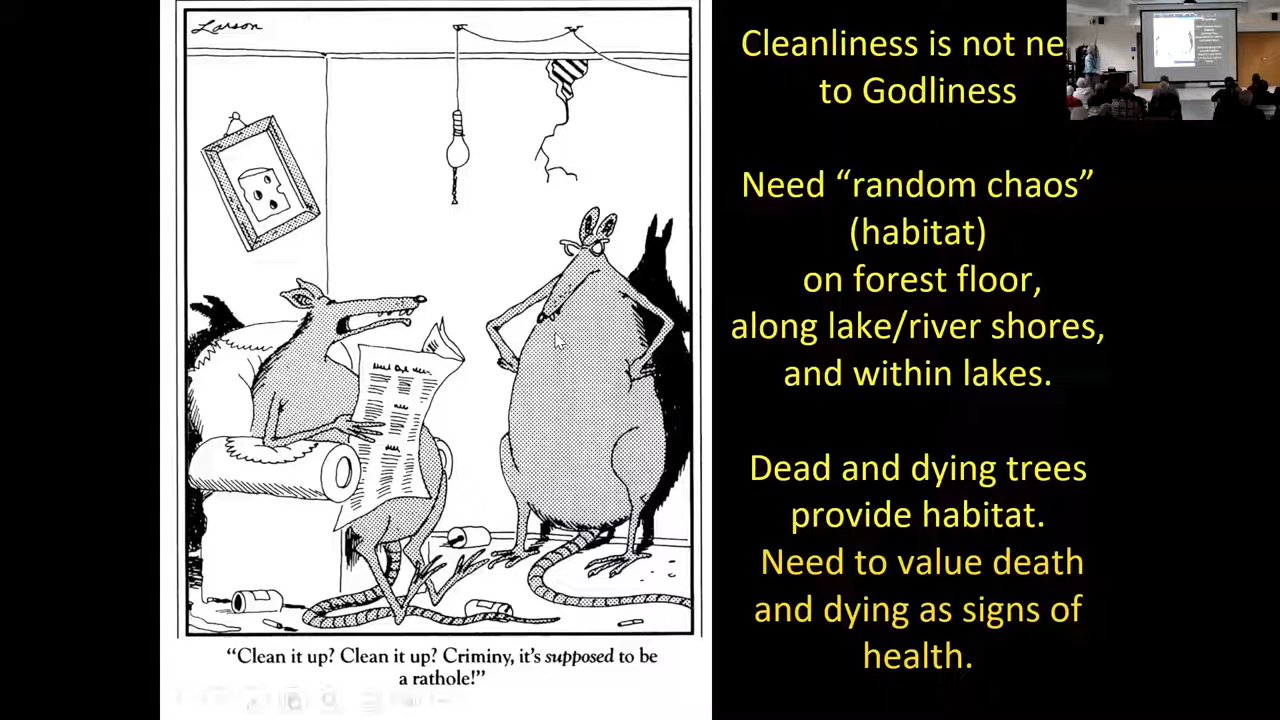 Larson
"Clean it up? Clean it up? Criminy, it's supposed to be
a rathole!"
Cleanliness is not
to Godliness
Need “random chaos”
(habitat)
on forest floor,
along lake/river shores,
and within lakes.
Dead and dying trees
provide habitat.
Need to value death
and dying as signs of
health.